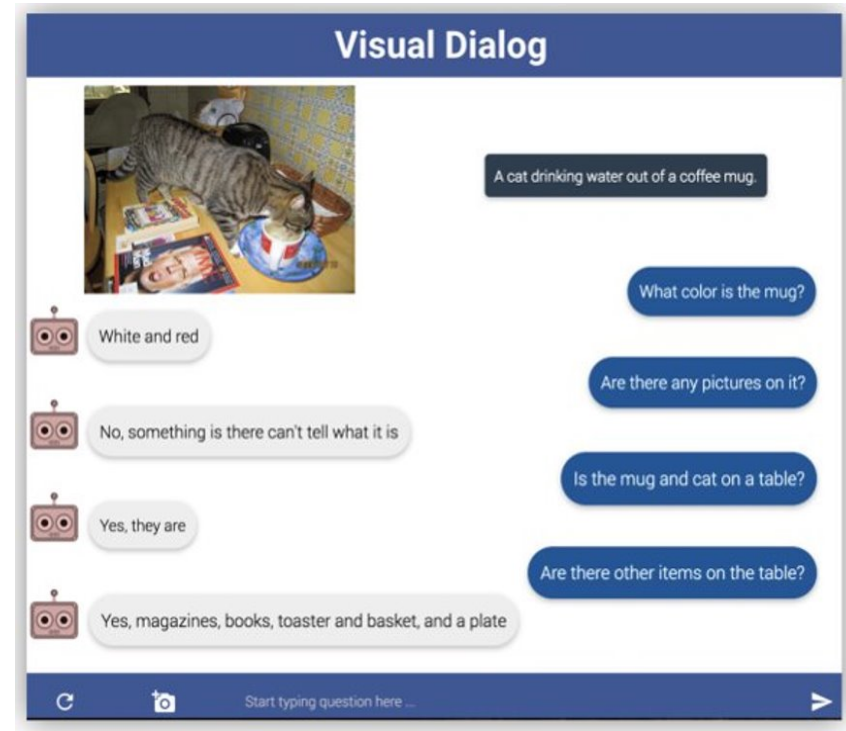 Visual Dialog
A cat drinking water out of a coffee mug.
What color is the mug?
White and red
Are there any pictures on it?
No, something is there can't tell what it is
Is the mug and cat on a table?
Yes, they are
Are there other items on the table?
Yes, magazines, books, toaster and basket, and a plate
Start typing question here ...